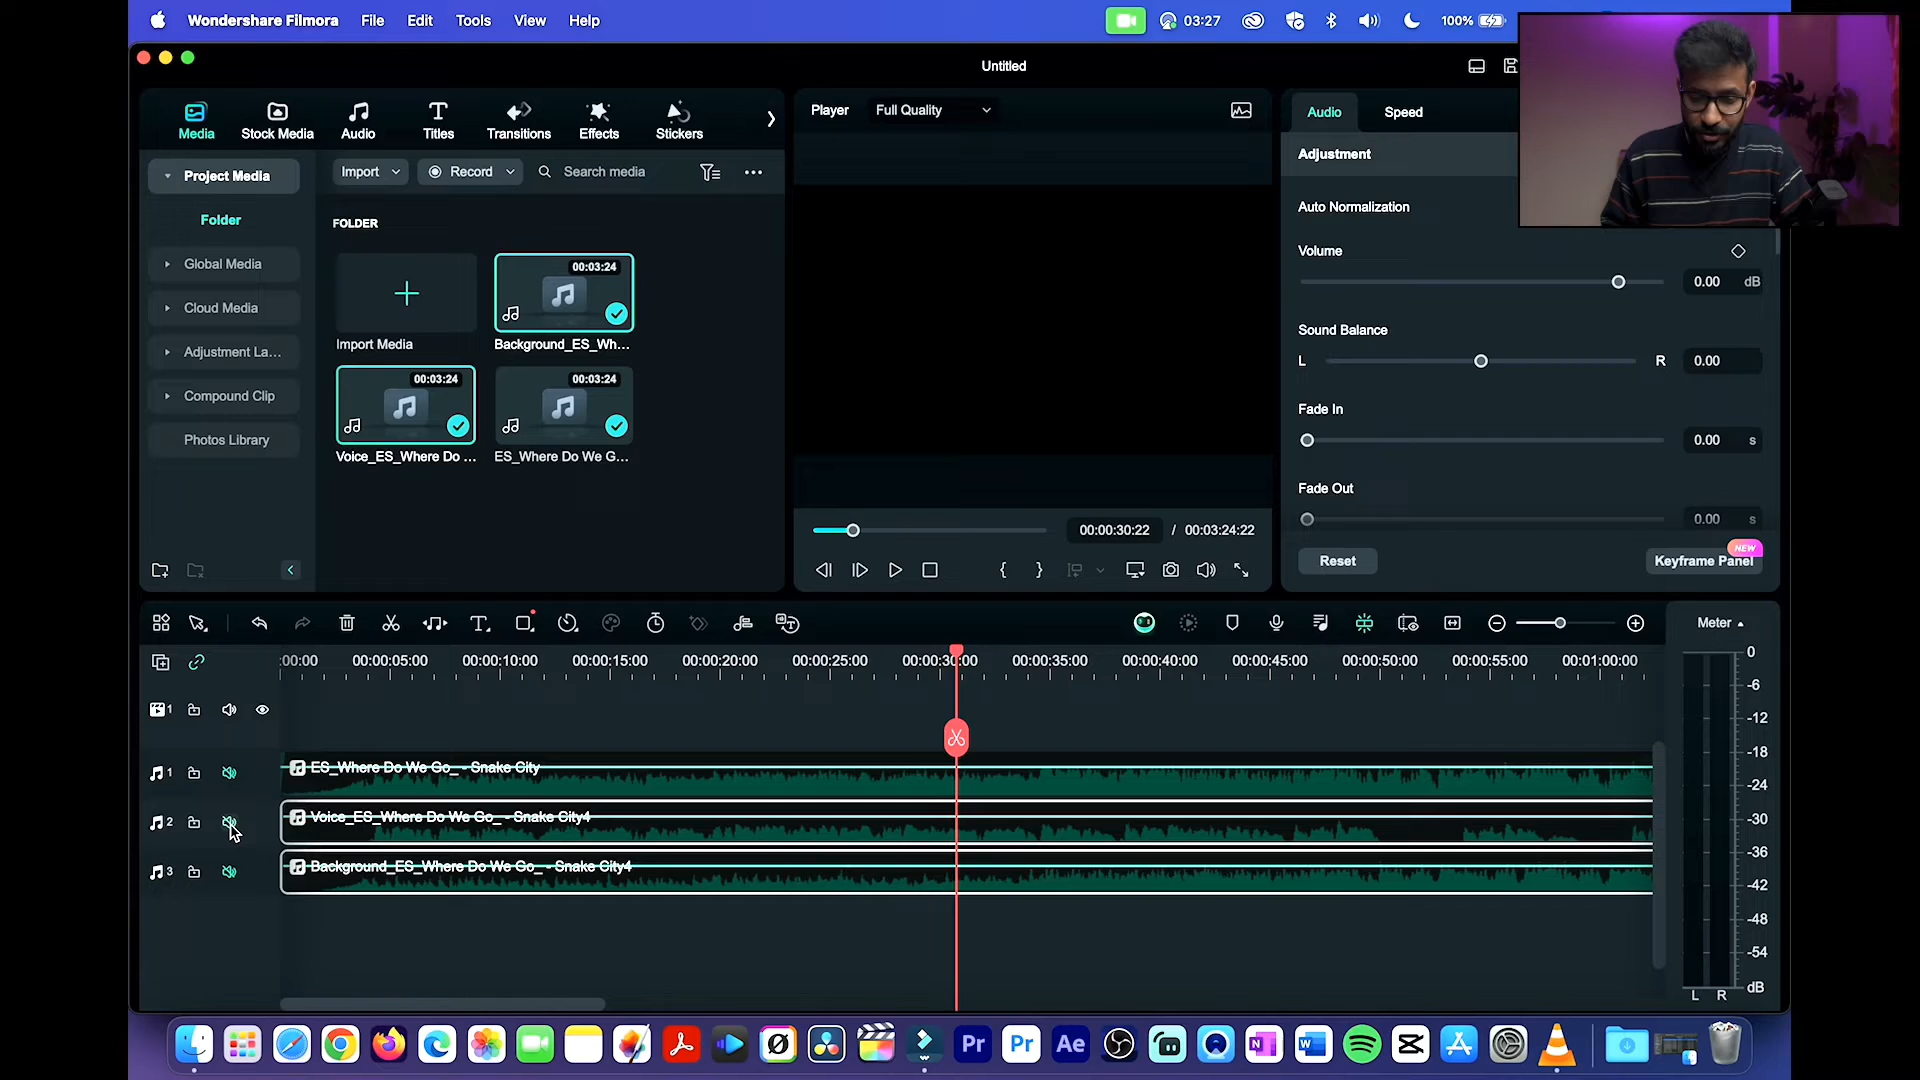 Wondershare Filmora File Edit Tools View Help
03:27 100%
Untitled
Media Stock Media Audio Titles Transitions Effects Stickers
Player Full Quality
Audio Speed
Project Media
Import Record Search media
Adjustment
Folder
FOLDER
Auto Normalization
Global Media
Volume
0.00 dB
Cloud Media
00:03:24
Import Media
Background_ES_Wh...
Sound Balance
L R 0.00
Adjustment La...
Compound Clip
00:03:24
00:03:24
Photos Library
Voice_ES_Where Do ...
ES_Where Do We G...
Fade In
0.00 s
Fade Out
0.00 s
00:00:30:22 / 00:03:24:22
Reset
NEW
Keyframe Panel
Meter
:00:00 00:00:05:00 00:00:10:00 00:00:15:00 00:00:20:00 00:00:25:00 00:00:30:00 00:00:35:00 00:00:40:00 00:00:45:00 00:00:50:00 00:00:55:00 00:01:00:00
1
1 ES_Where Do We Go_ - Snake City
2 Voice_ES_Where Do We Go_ - Snake City4
3 Background_ES_Where Do We Go_ - Snake City4
0
-6
-12
-18
-24
-30
-36
-42
-48
-54
dB
L R
Pr Pr Ae